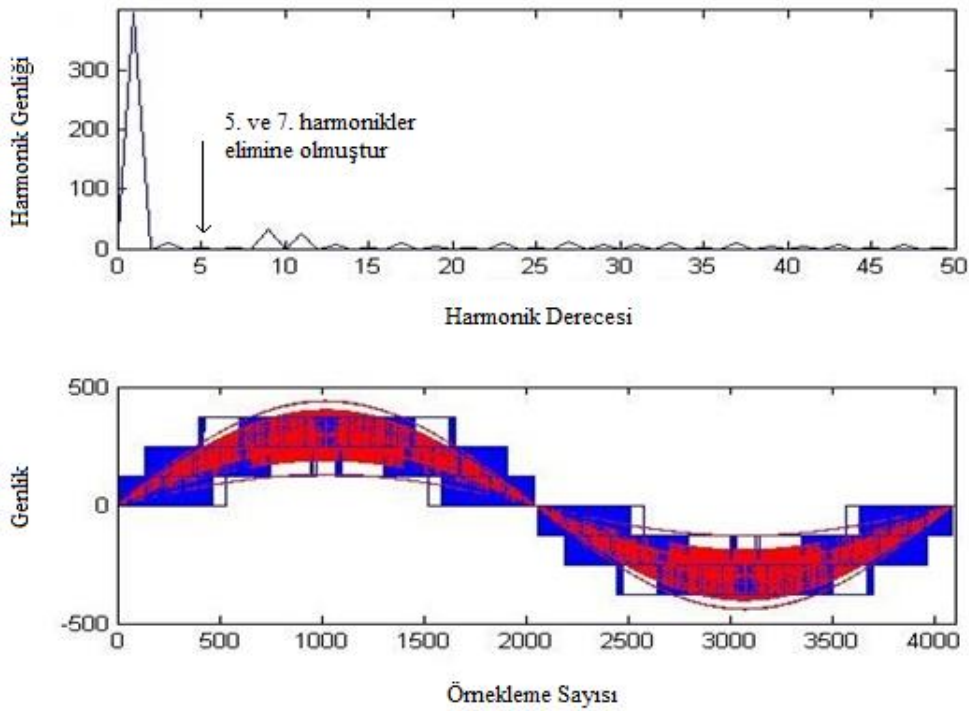 Harmonik Genliği
300
200
100
0
5. ve 7. harmonikler
elimine olmuştur
0 5 10 15 20 25 30 35 40 45 50
Harmonik Derecesi
Genlik
500
0
-500
0 500 1000 1500 2000 2500 3000 3500 4000
Örnekleme Sayısı